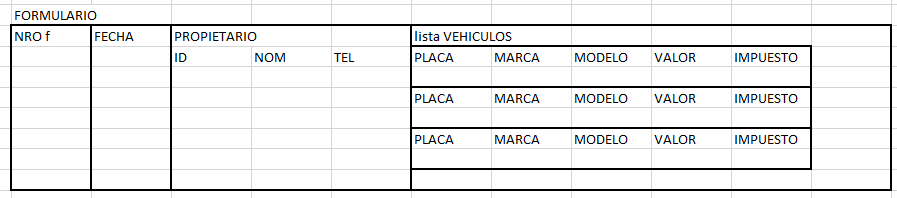 FORMULARIO
NRO f FECHA PROPIETARIO lista VEHICULOS
ID NOM TEL PLACA MARCA MODELO VALOR IMPUESTO
PLACA MARCA MODELO VALOR IMPUESTO
PLACA MARCA MODELO VALOR IMPUESTO